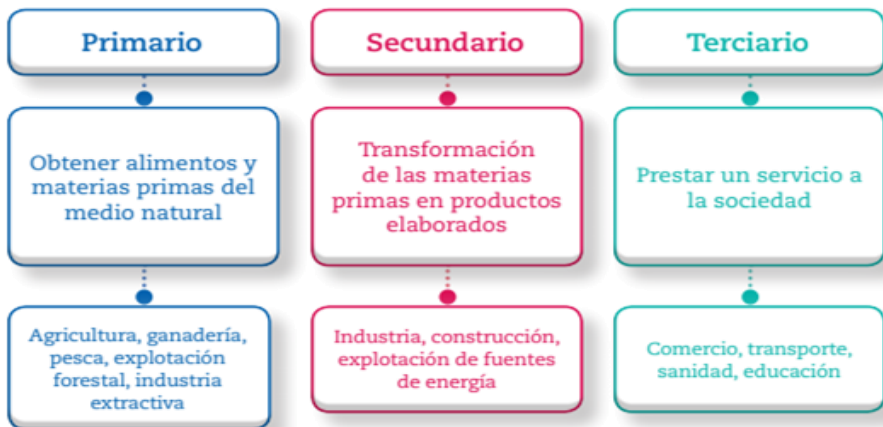 Primario
Obtener alimentos y
materias primas del
medio natural
Agricultura, ganadería,
pesca, explotación
forestal, industria
extractiva
Secundario
Transformación
de las materias
primas en productos
elaborados
Industria, construcción,
explotación de fuentes
de energía
Terciario
Prestar un servicio a
la sociedad
Comercio, transporte,
sanidad, educación